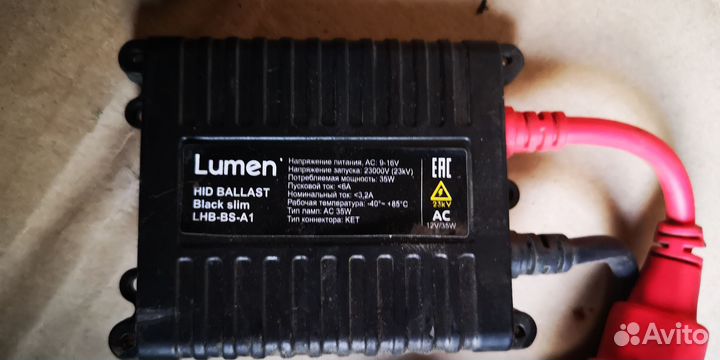 Lumen
HID BALLAST
Black slim
LHB-BS-A1
Напряжение питания, AC: 9-16V
Напряжение запуска: 23000V (23kV)
Потребляемая мощность: 35W
Пусковой ток: <6A
Номинальный ток: <3,2A
Рабочая температура: -40°~ +85°C
Тип ламп: AC 35W
Тип коннектора: KET
EAC
23kV
AC
12V/35W
Avito